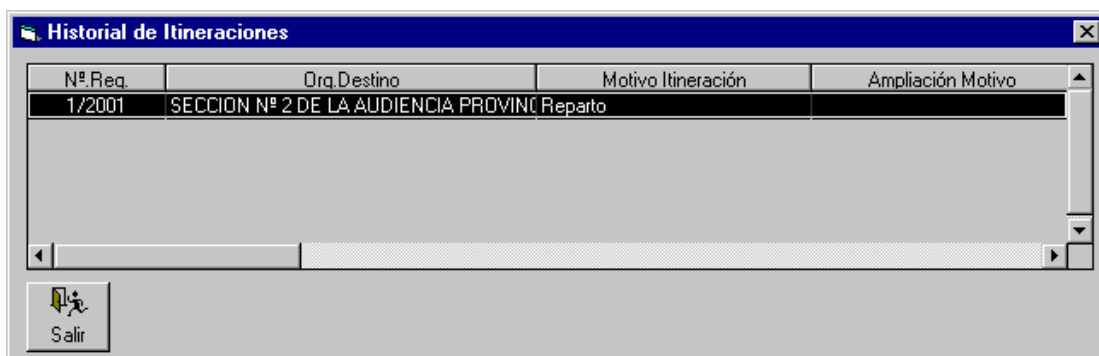 Historial de Itineraciones
Nº.Reg. Org.Destino Motivo Itineración Ampliación Motivo
1/2001 SECCION Nº 2 DE LA AUDIENCIA PROVINC Reparto
Salir